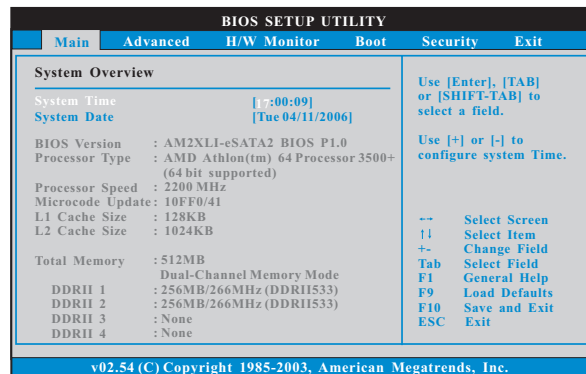 BIOS SETUP UTILITY
Main Advanced H/W Monitor Boot Security Exit
System Overview
System Time [17:00:09]
System Date [Tue 04/11/2006]
BIOS Version : AM2XLI-eSATA2 BIOS P1.0
Processor Type : AMD Athlon(tm) 64 Processor 3500+
(64 bit supported)
Processor Speed : 2200 MHz
Microcode Update : 10FF0/41
L1 Cache Size : 128KB
L2 Cache Size : 1024KB
Total Memory : 512MB
Dual-Channel Memory Mode
DDRII 1 : 256MB/266MHz (DDRII533)
DDRII 2 : 256MB/266MHz (DDRII533)
DDRII 3 : None
DDRII 4 : None
Use [Enter], [TAB]
or [SHIFT-TAB] to
select a field.
Use [+] or [-] to
configure system Time.
←→ Select Screen
↑↓ Select Item
+- Change Field
Tab Select Field
F1 General Help
F9 Load Defaults
F10 Save and Exit
ESC Exit
v02.54 (C) Copyright 1985-2003, American Megatrends, Inc.